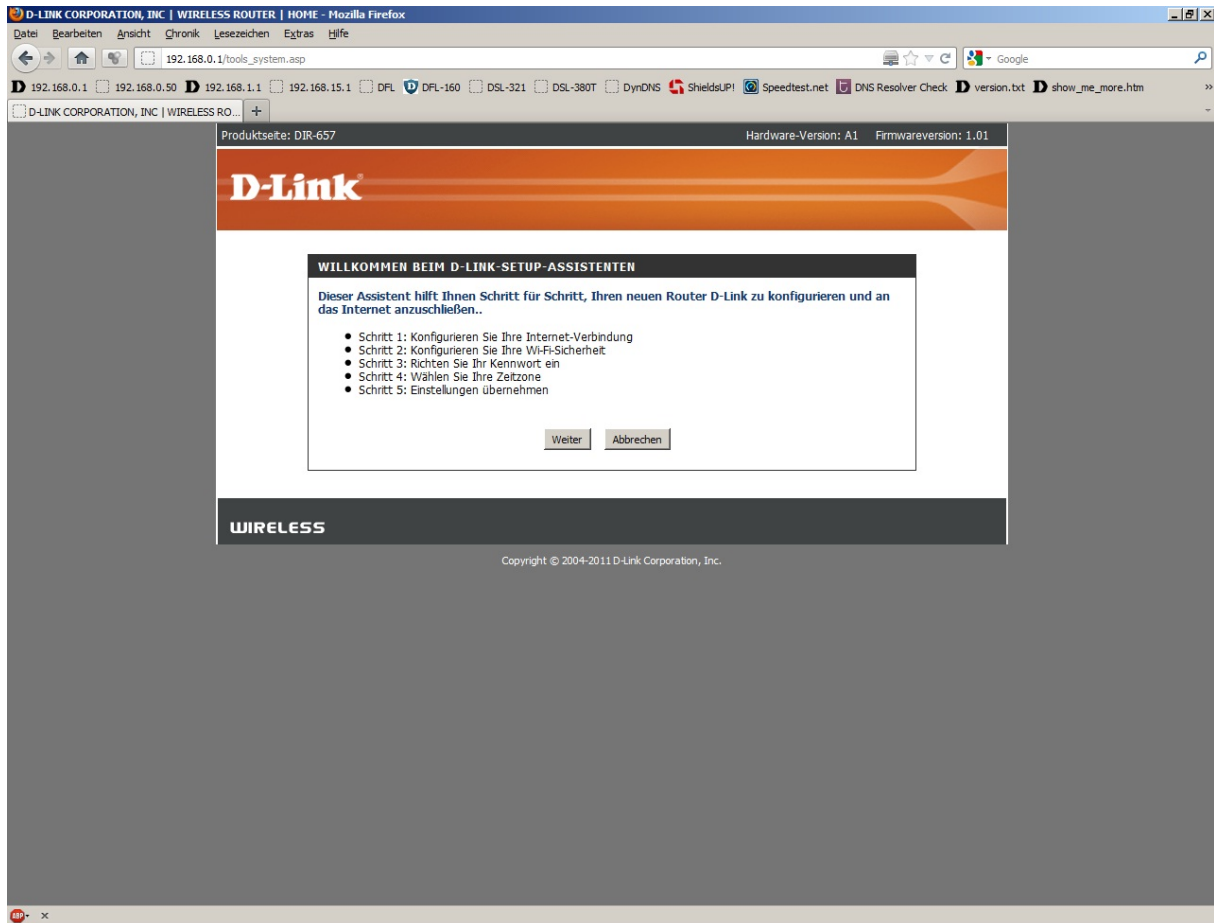 D-LINK CORPORATION, INC | WIRELESS ROUTER | HOME - Mozilla Firefox
Datei Bearbeiten Ansicht Chronik Lesezeichen Extras Hilfe
192.168.0.1/tools_system.asp Google
192.168.0.1 192.168.0.50 192.168.1.1 192.168.15.1 DFL DFL-160 DSL-321 DSL-380T DynDNS ShieldsUP! Speedtest.net DNS Resolver Check version.txt show_me_more.htm »
D-LINK CORPORATION, INC | WIRELESS RO... +
Produktseite: DIR-657 Hardware-Version: A1 Firmwareversion: 1.01
D-Link
WILLKOMMEN BEIM D-LINK-SETUP-ASSISTENTEN
Dieser Assistent hilft Ihnen Schritt für Schritt, Ihren neuen Router D-Link zu konfigurieren und an
das Internet anzuschließen..
Schritt 1: Konfigurieren Sie Ihre Internet-Verbindung
Schritt 2: Konfigurieren Sie Ihre Wi-Fi-Sicherheit
Schritt 3: Richten Sie Ihr Kennwort ein
Schritt 4: Wählen Sie Ihre Zeitzone
Schritt 5: Einstellungen übernehmen
Weiter Abbrechen
WIRELESS
Copyright © 2004-2011 D-Link Corporation, Inc.
ABP